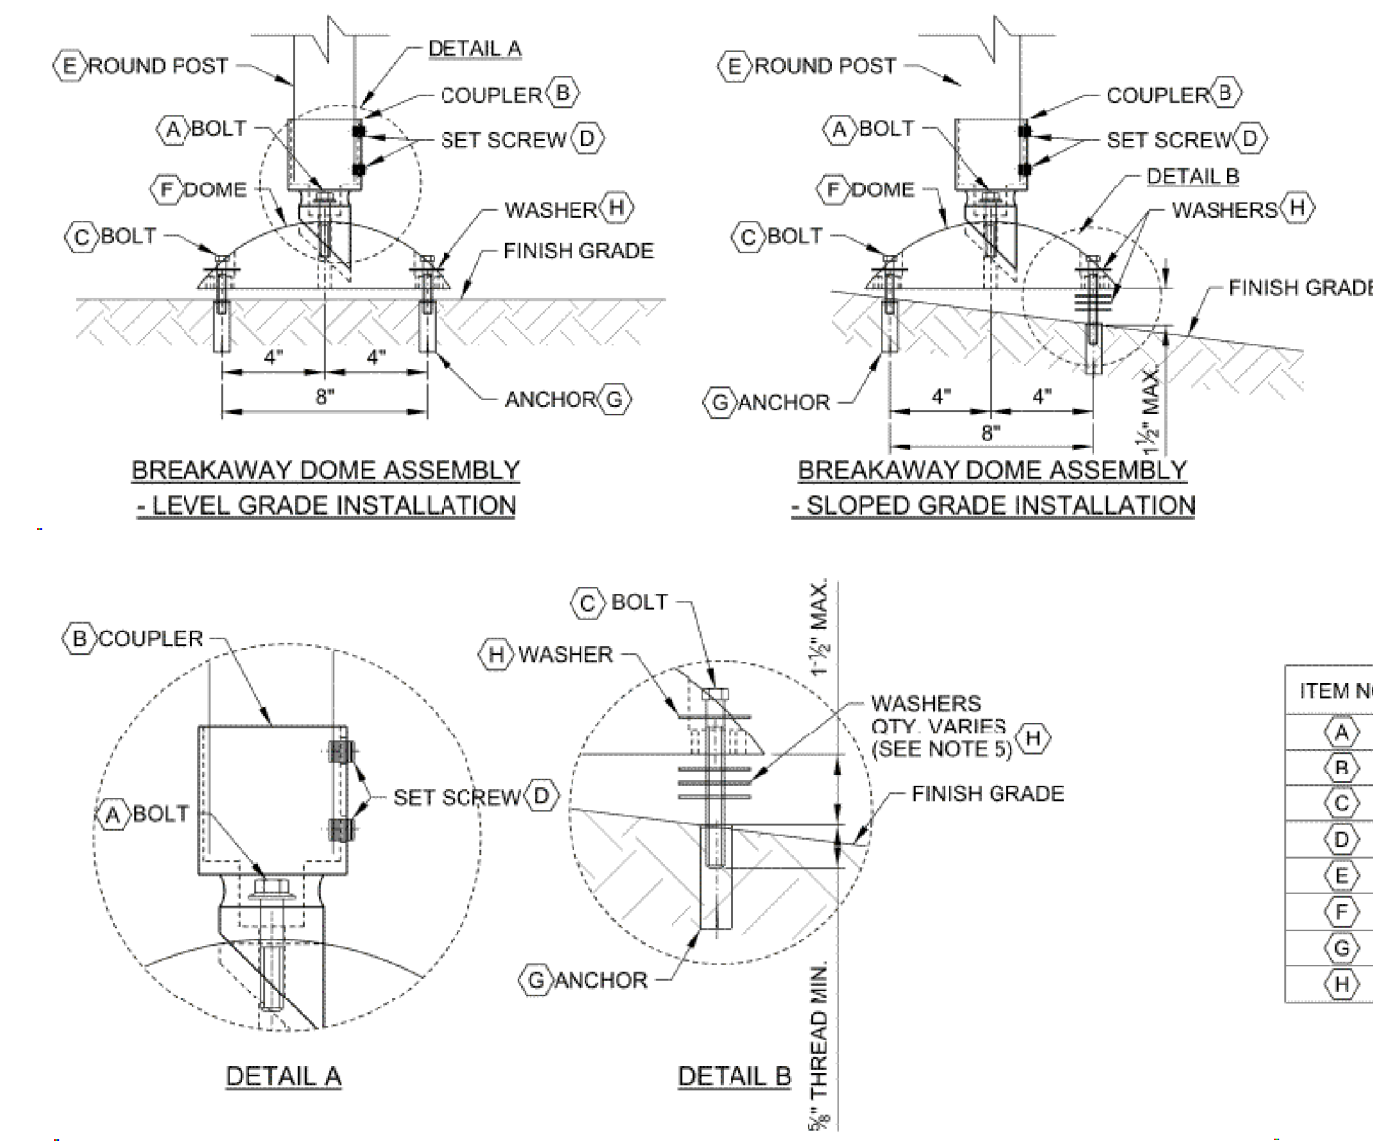 DETAIL A
E ROUND POST
COUPLER B
A BOLT
SET SCREW D
F DOME
WASHER H
C BOLT
FINISH GRADE
4" 4"
8"
ANCHOR G
BREAKAWAY DOME ASSEMBLY
- LEVEL GRADE INSTALLATION
E ROUND POST
COUPLER B
A BOLT
SET SCREW D
DETAIL B
F DOME
WASHERS H
C BOLT
FINISH GRADE
G ANCHOR
4" 4"
8"
1½" MAX.
BREAKAWAY DOME ASSEMBLY
- SLOPED GRADE INSTALLATION
B COUPLER
SET SCREW D
A BOLT
DETAIL A
C BOLT
H WASHER
1-½" MAX.
WASHERS
QTY. VARIES
(SEE NOTE 5) H
FINISH GRADE
G ANCHOR
⅝" THREAD MIN.
DETAIL B
ITEM
A
B
C
D
E
F
G
H